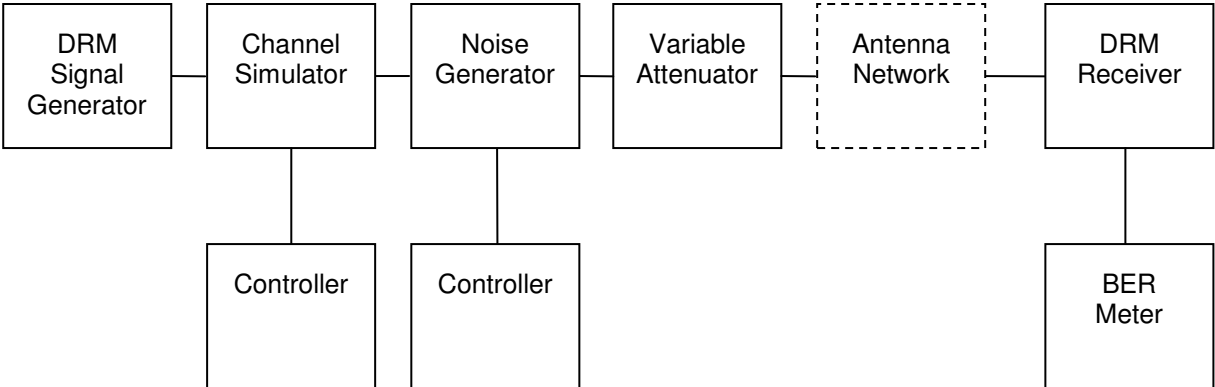 DRM
Signal
Generator
Channel
Simulator
Noise
Generator
Variable
Attenuator
Antenna
Network
DRM
Receiver
Controller
Controller
BER
Meter